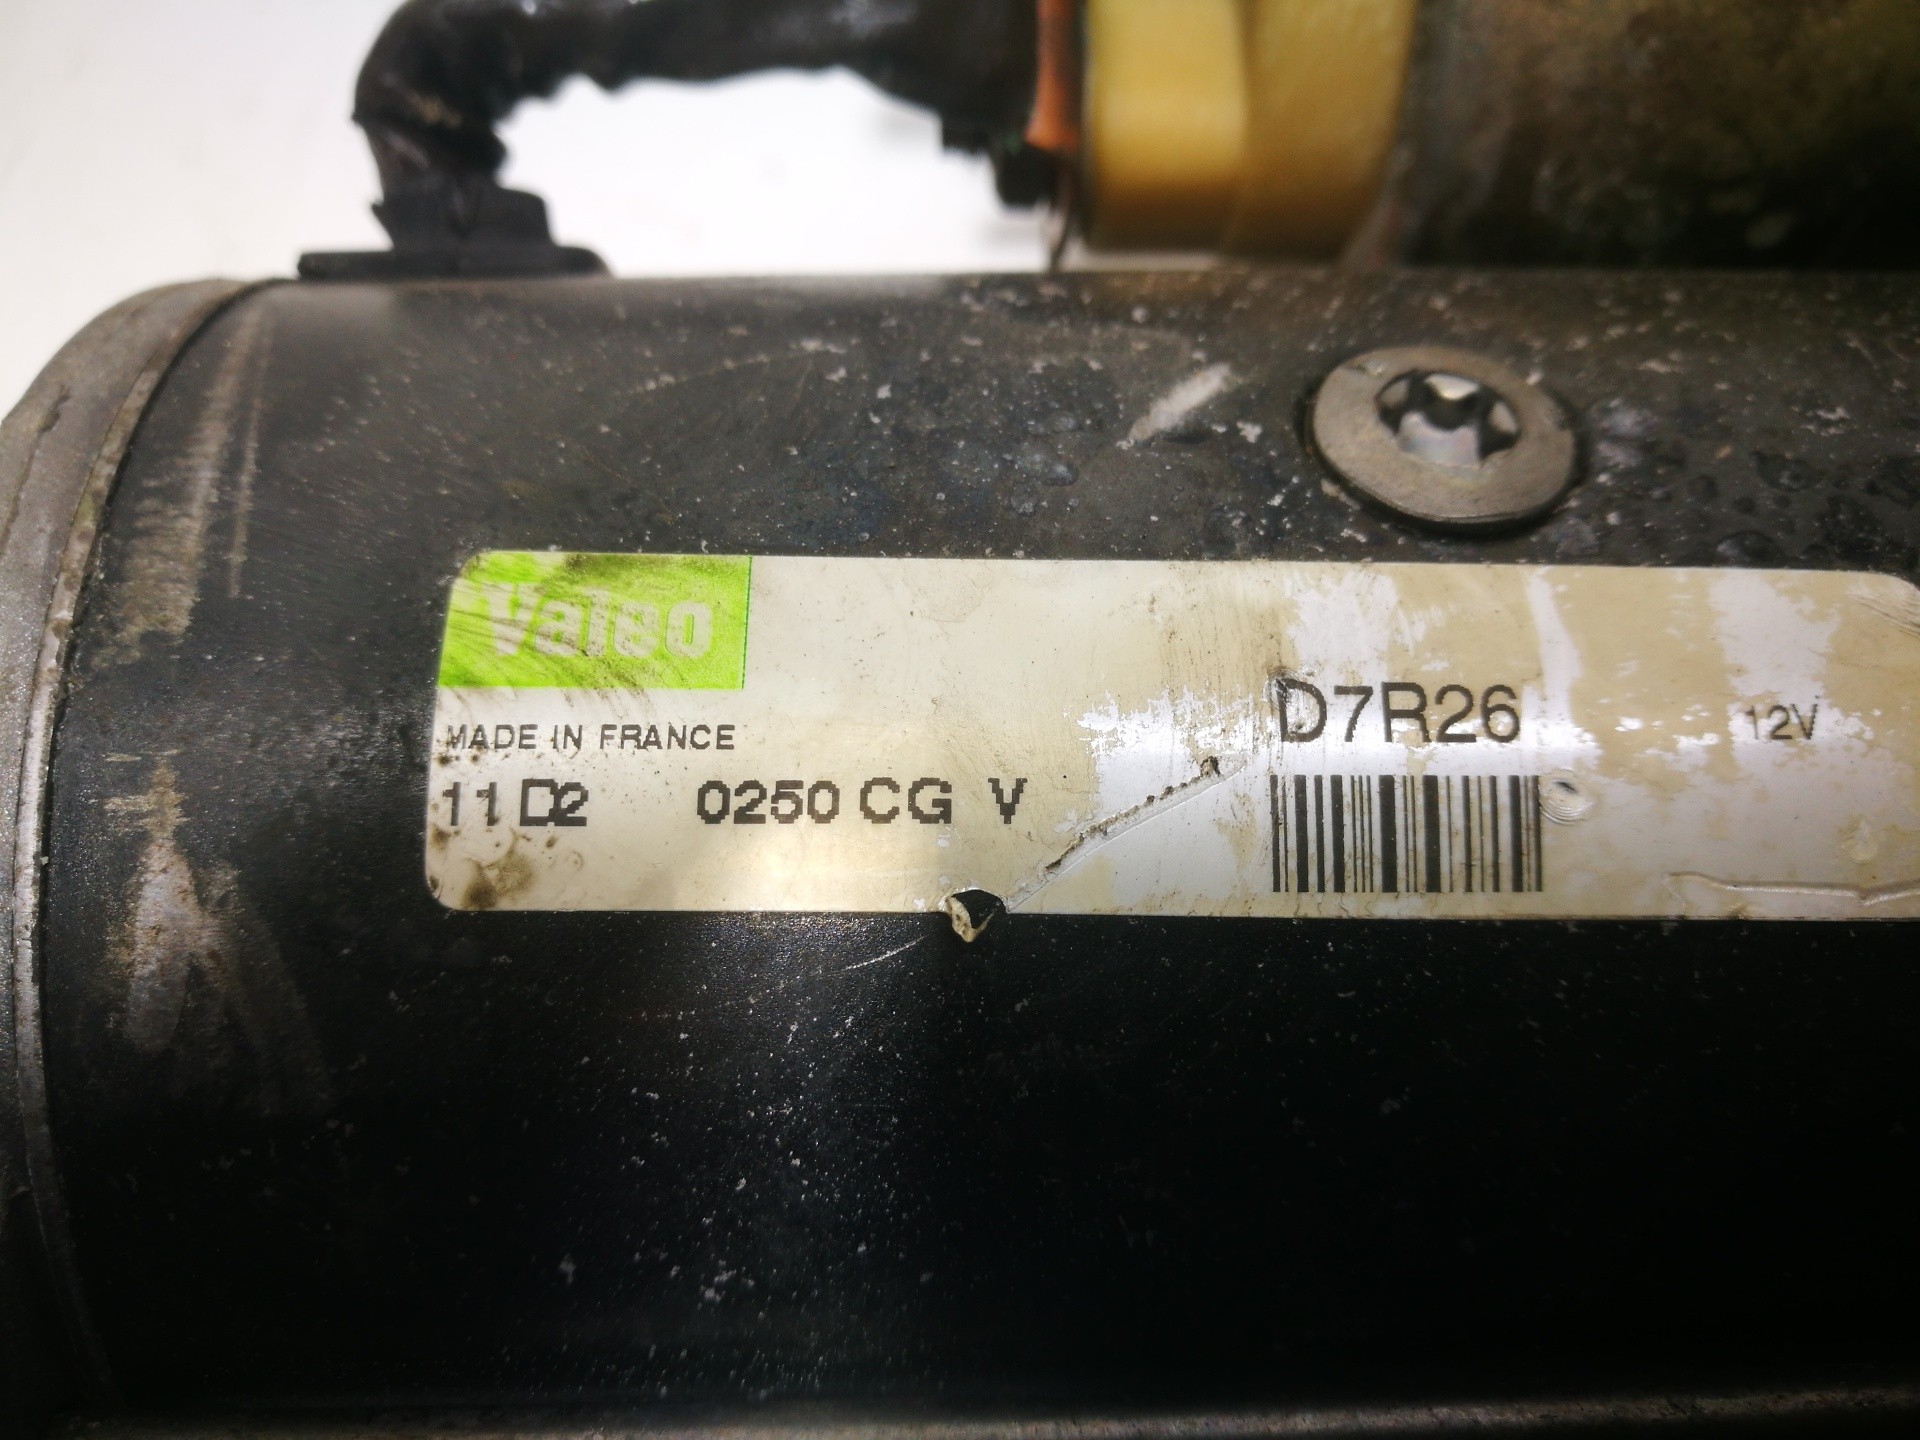 Valeo
D7R26 12V
MADE IN FRANCE
11 D2 0250 CG V